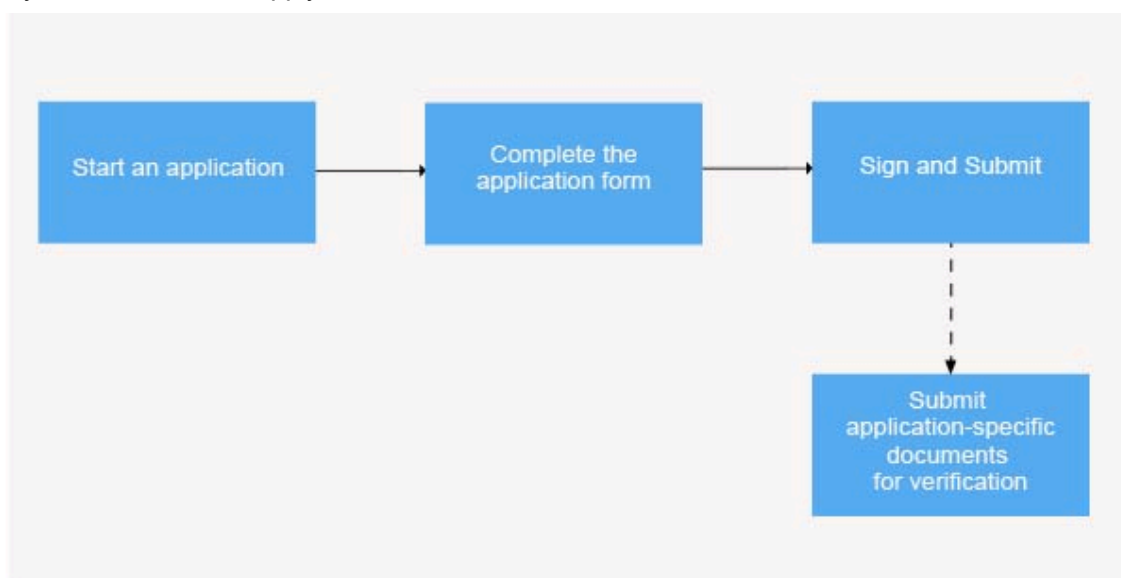 Start an application
Complete the
application form
Sign and Submit
Submit
application-specific
documents
for verification